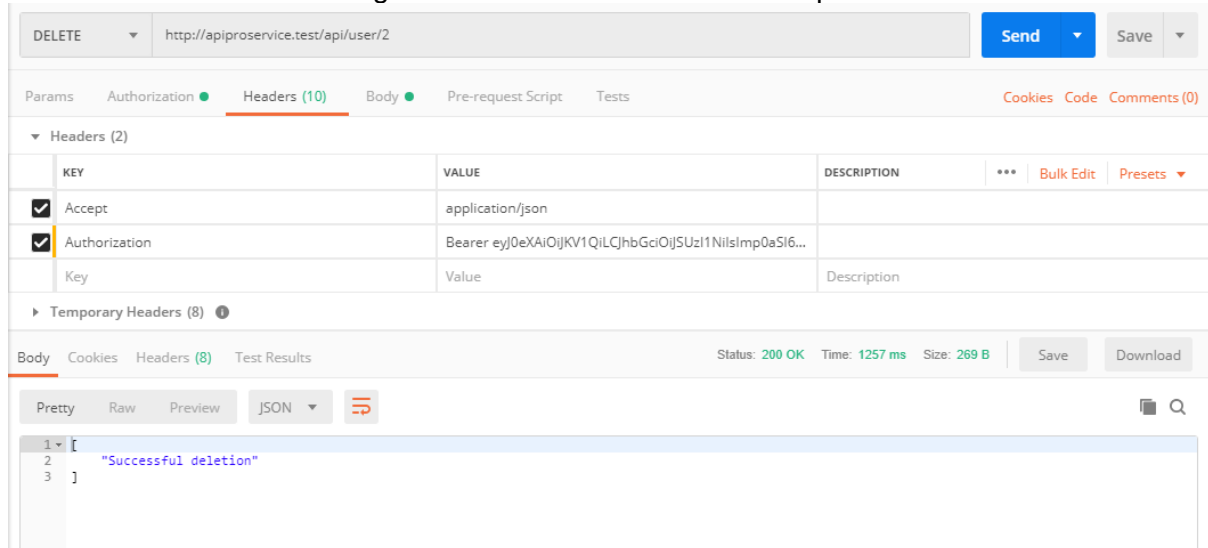 DELETE http://apiproservice.test/api/user/2 Send Save
Params Authorization Headers (10) Body Pre-request Script Tests Cookies Code Comments (0)
Headers (2)
KEY VALUE DESCRIPTION ••• Bulk Edit Presets
Accept application/json
Authorization Bearer eyJ0eXAiOiJKV1QiLCJhbGciOiJSUzI1NiIsImp0aSI6...
Key Value Description
Temporary Headers (8)
Body Cookies Headers (8) Test Results Status: 200 OK Time: 1257 ms Size: 269 B Save Download
Pretty Raw Preview JSON
1 [
2 "Successful deletion"
3 ]